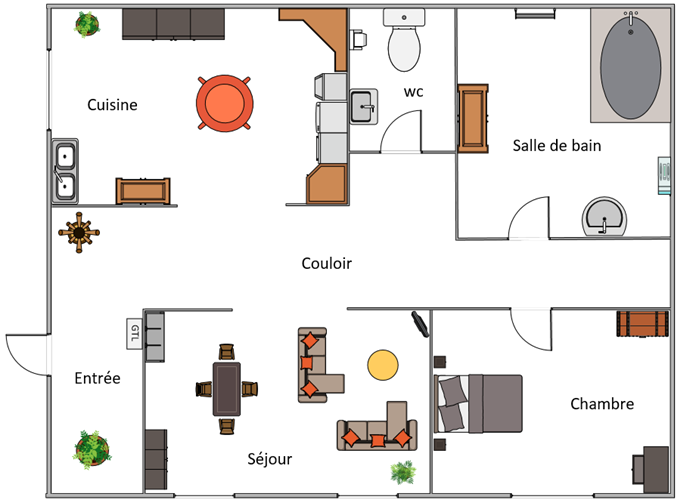 Cuisine
wc
Salle de bain
Couloir
GTL
Entrée
Chambre
Séjour